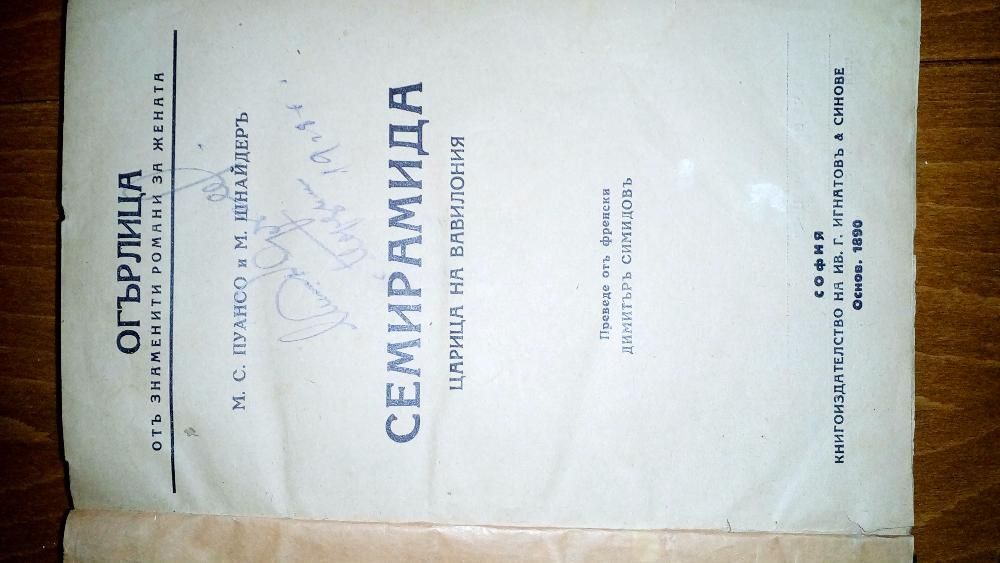 ОГЪРЛИЦА
ОТЪ ЗНАМЕНИТИ РОМАНИ ЗА ЖЕНАТА
М. С. ПУАНСО и М. ШНАЙДЕРЪ
СЕМИРАМИДА
ЦАРИЦА НА ВАВИЛОНИЯ
Преведе отъ френски
ДИМИТЪРЪ СИМИДОВЪ
СОФИЯ
КНИГОИЗДАТЕЛСТВО НА ИВ. Г. ИГНАТОВЪ & СИНОВЕ
Основ. 1890